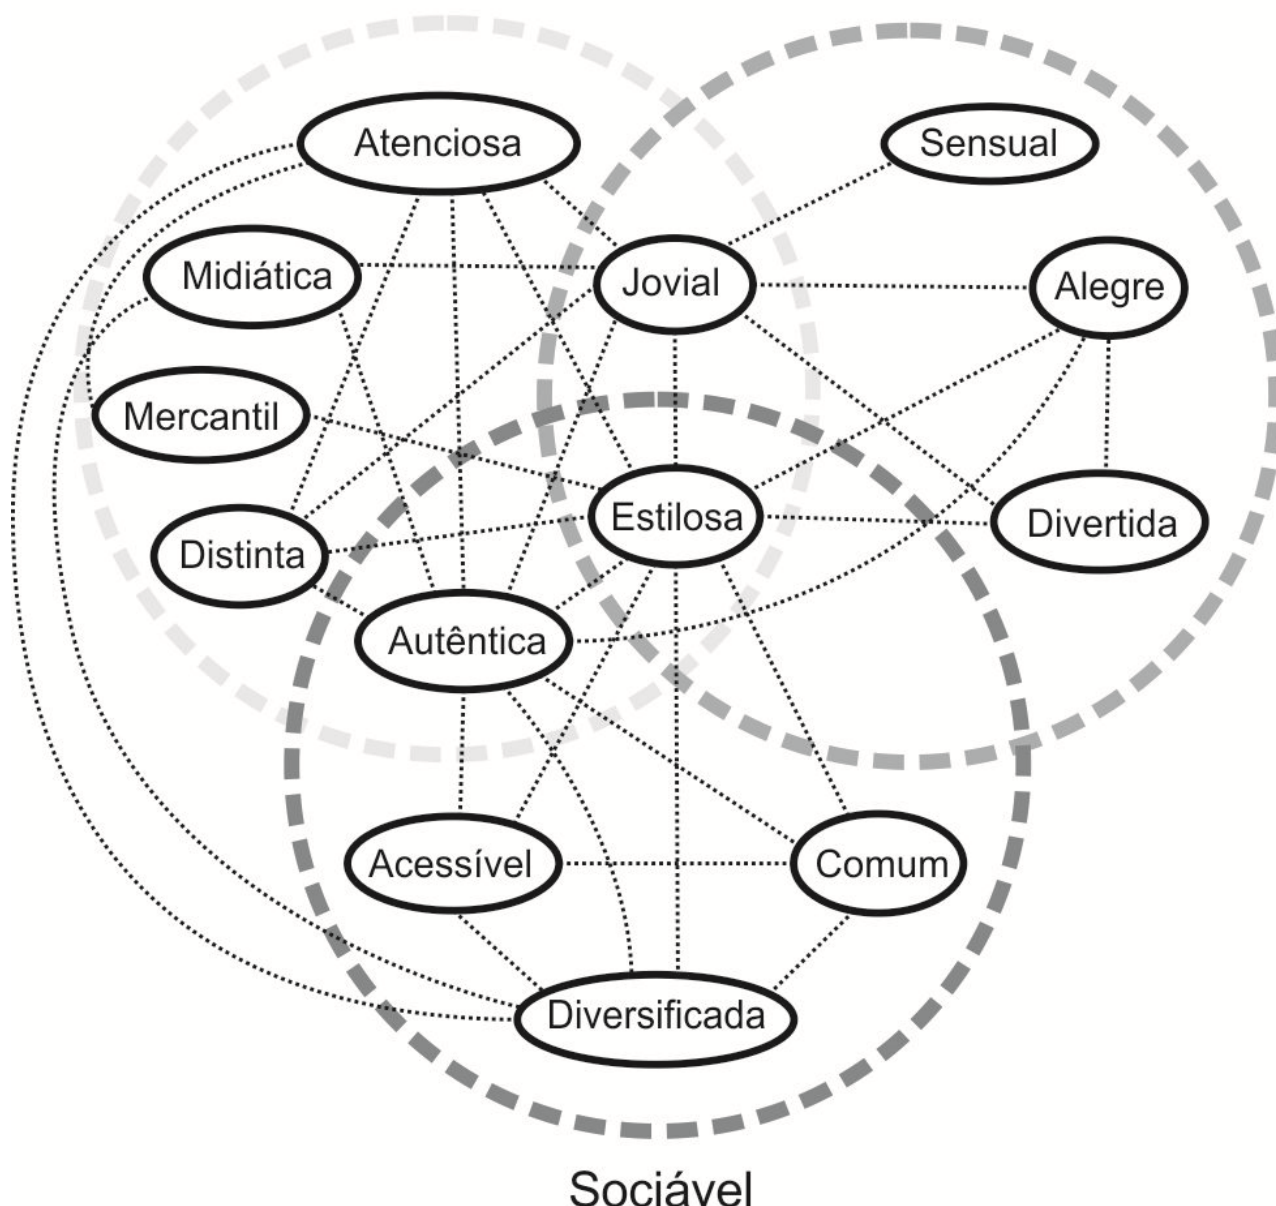 Atenciosa
Sensual
Midiática
Jovial
Alegre
Mercantil
Estilosa
Divertida
Distinta
Autêntica
Acessível
Comum
Diversificada
Sociável